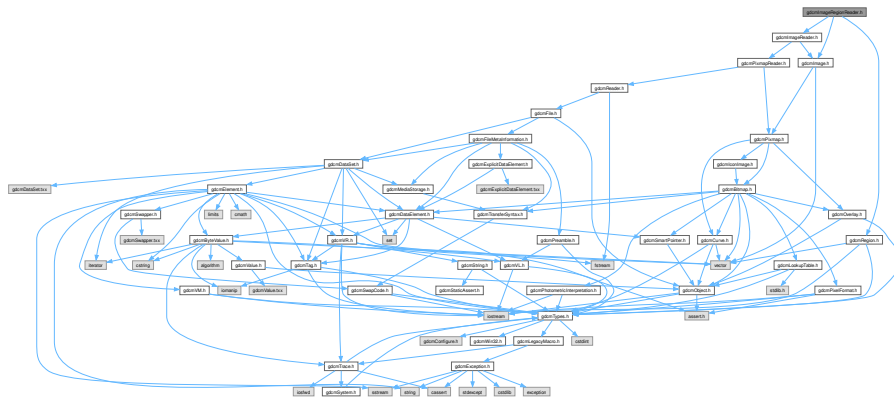 gdcmImageRegionReader.h
gdcmImageReader.h
gdcmPixmapReader.h
gdcmImage.h
gdcmReader.h
gdcmFile.h
gdcmFileMetaInformation.h
gdcmPixmap.h
gdcmDataSet.h
gdcmExplicitDataElement.h
gdcmIconImage.h
gdcmDataSet.txx
gdcmElement.h
gdcmMediaStorage.h
gdcmExplicitDataElement.txx
gdcmBitmap.h
gdcmSwapper.h
limits
cmath
gdcmDataElement.h
gdcmTransferSyntax.h
gdcmOverlay.h
gdcmSwapper.txx
gdcmByteValue.h
gdcmVR.h
set
gdcmPreamble.h
gdcmSmartPointer.h
gdcmCurve.h
gdcmRegion.h
iterator
cstring
algorithm
gdcmValue.h
gdcmTag.h
gdcmString.h
gdcmVL.h
fstream
vector
gdcmLookupTable.h
gdcmVM.h
iomanip
gdcmValue.txx
gdcmSwapCode.h
gdcmStaticAssert.h
gdcmPhotometricInterpretation.h
gdcmObject.h
stdlib.h
gdcmPixelFormat.h
iostream
gdcmTypes.h
assert.h
gdcmConfigure.h
gdcmWin32.h
gdcmLegacyMacro.h
cstdint
gdcmTrace.h
gdcmException.h
iosfwd
gdcmSystem.h
sstream
string
cassert
stdexcept
cstdlib
exception